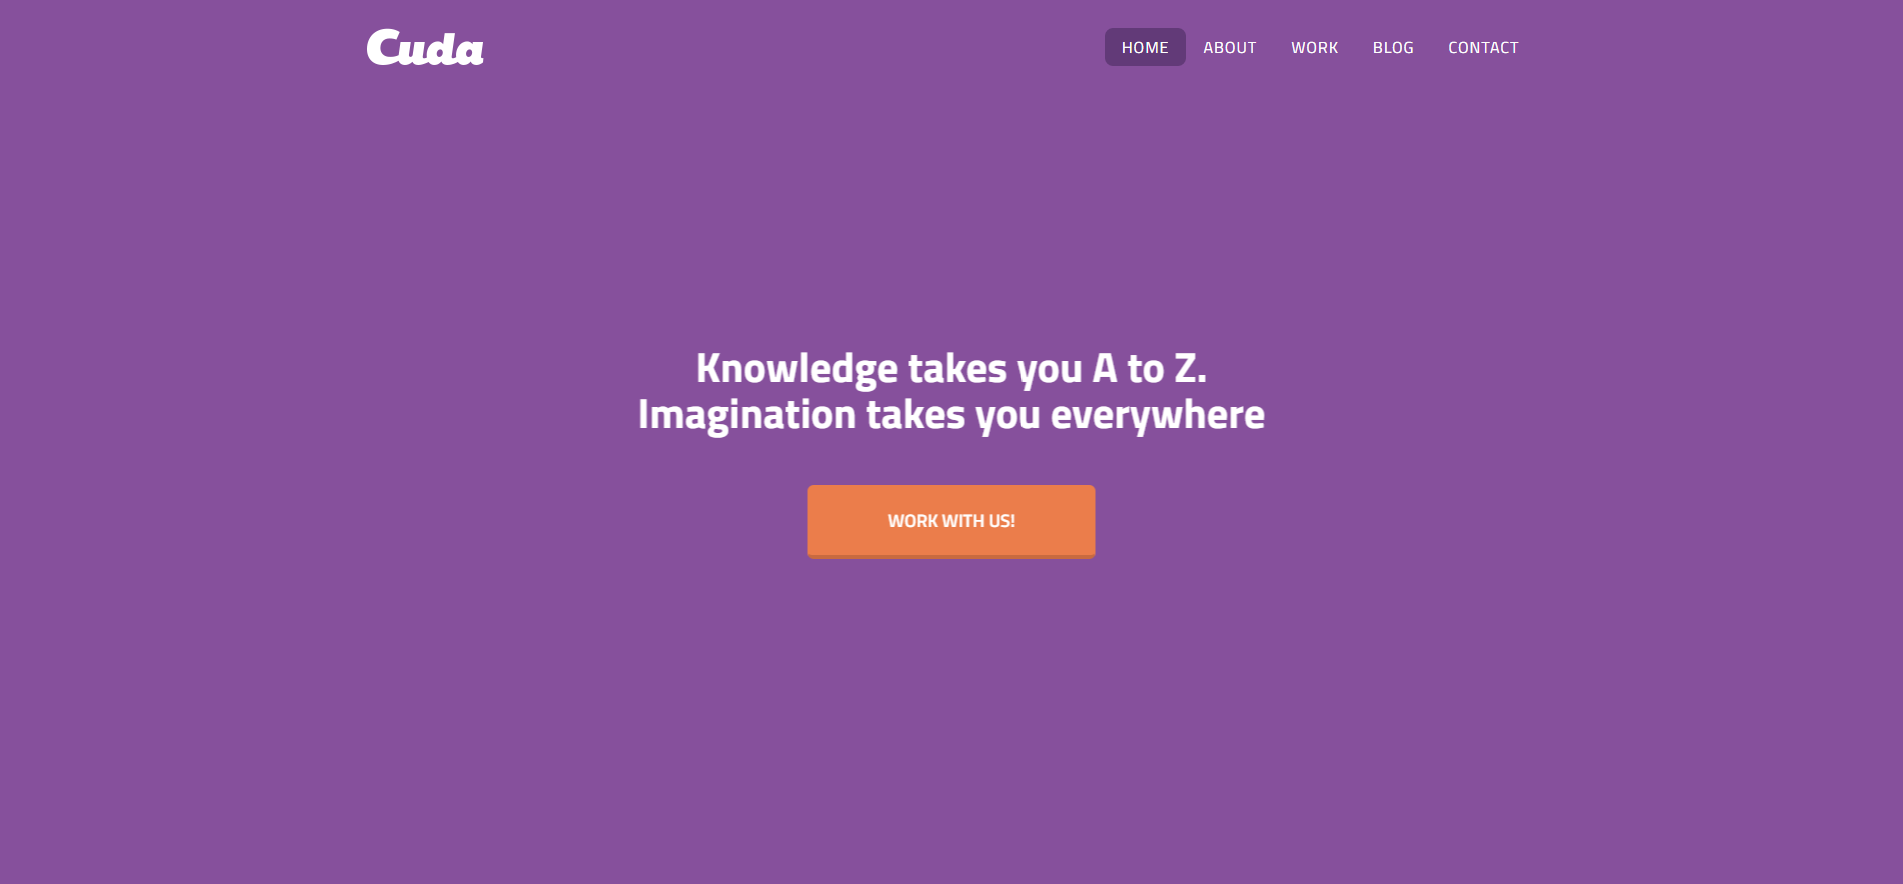 Cuda
HOME ABOUT WORK BLOG CONTACT
Knowledge takes you A to Z.
Imagination takes you everywhere
WORK WITH US!